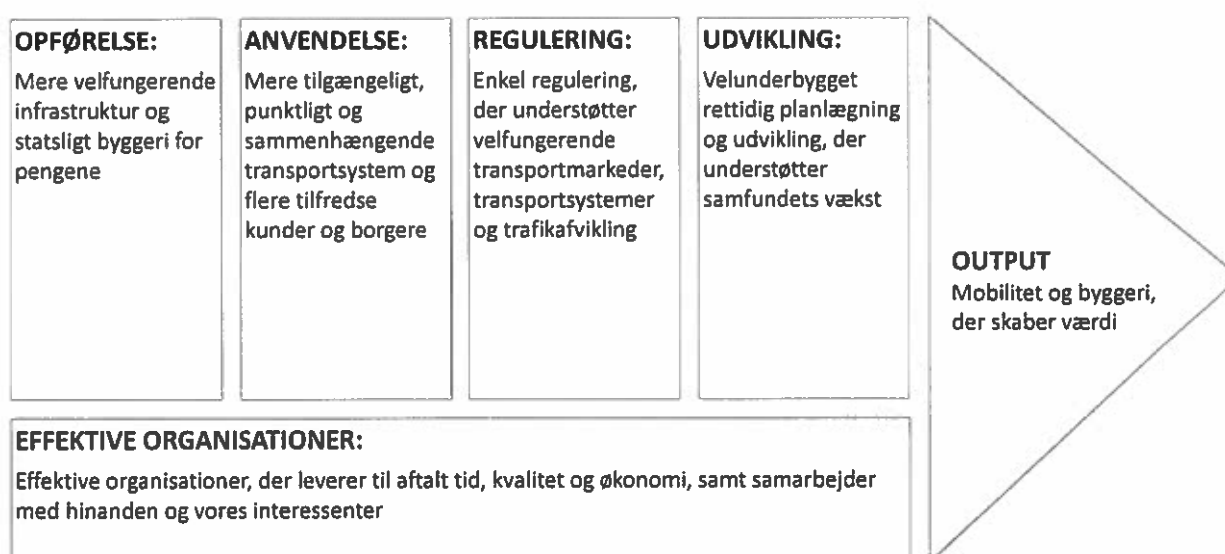 OPFØRELSE:
Mere velfungerende
infrastruktur og
statsligt byggeri for
pengene
ANVENDELSE:
Mere tilgængeligt,
punktligt og
sammenhængende
transportsystem og
flere tilfredse
kunder og borgere
REGULERING:
Enkel regulering,
der understøtter
velfungerende
transportmarkeder,
transportsystemer
og trafikafvikling
UDVIKLING:
Velunderbygget
rettidig planlægning
og udvikling, der
understøtter
samfundets vækst
OUTPUT
Mobilitet og byggeri,
der skaber værdi
EFFEKTIVE ORGANISATIONER:
Effektive organisationer, der leverer til aftalt tid, kvalitet og økonomi, samt samarbejder
med hinanden og vores interessenter